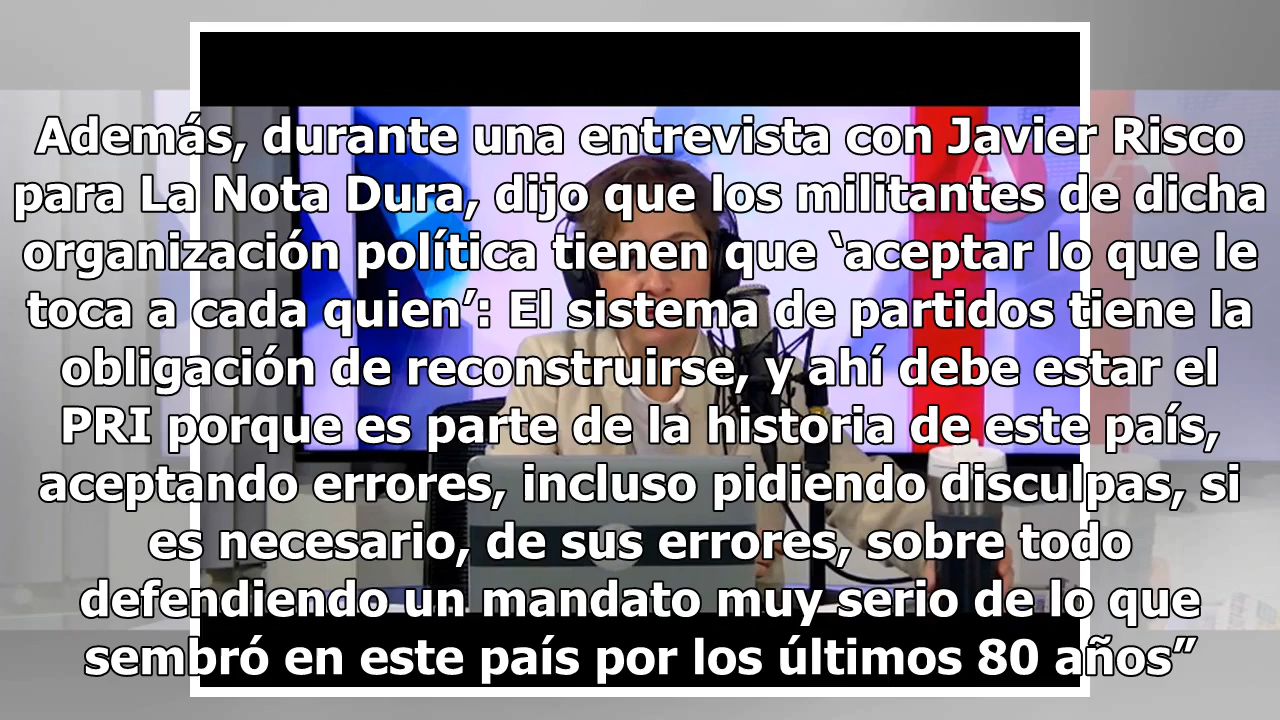 Además, durante una entrevista con Javier Risco
para La Nota Dura, dijo que los militantes de dicha
organización política tienen que ‘aceptar lo que le
toca a cada quien’: El sistema de partidos tiene la
obligación de reconstruirse, y ahí debe estar el
PRI porque es parte de la historia de este país,
aceptando errores, incluso pidiendo disculpas, si
es necesario, de sus errores, sobre todo
defendiendo un mandato muy serio de lo que
sembró en este país por los últimos 80 años”